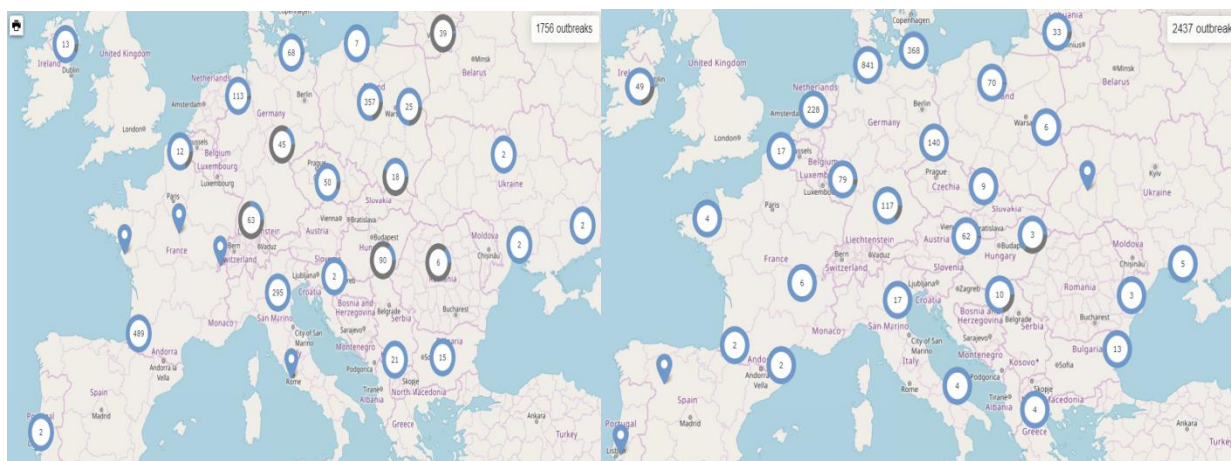 1756 outbreaks
Copenhagen
13
Ireland
Dublin
United Kingdom
68
7
39
Minsk
Belarus
Netherlands
113
Amsterdam
Berlin
357
25
Germany
London
12
Belgium
45
Luxembourg
Luxembourg
Prague
50
18
2
Ukraine
Slovakia
Paris
63
Vienna
Bratislava
Austria
Budapest
Moldova
Chișinău
2
2
France
Bern
Vaduz
Switzerland
90
6
Ljubljana
2
Croatia
295
San Marino
Bosnia and
Herzegovina
Belgrade
Serbia
Bucharest
Monaco
City of San
Marino
Sarajevo
489
Andorra
Andorra la
Vella
Montenegro
Podgorica
21
15
Rome
Skopje
Tirane
North Macedonia
Albania
Spain
Madrid
Greece
Ankara
Turkey
2
2437 outbreak
Copenhagen
33
Minsk
Belarus
United Kingdom
49
841
368
70
Netherlands
228
Amsterdam
Berlin
6
London
Germany
17
140
Belgium
79
Prague
Czechia
9
Kyiv
Ukraine
Slovakia
Paris
117
4
62
Bratislava
3
Liechtenstein
Austria
Hungary
Moldova
Chișinău
5
France
Bern
Vaduz
Switzerland
Slovenia
Romania
6
Ljubljana
Zagreb
Croatia
10
3
17
San Marino
Bosnia and
Herzegovina
Belgrade
Bucharest
Monaco
City of San
Marino
Sarajevo
Serbia
2
Italy
Montenegro
Kosovo*
Bulgaria
13
Sofia
Andorra la
Vella
2
Podgorica
Skopje
Rome
4
Tirane
Albania
Macedonia
4
Greece
Portugal
Spain
Madrid
Ankara
Turkey